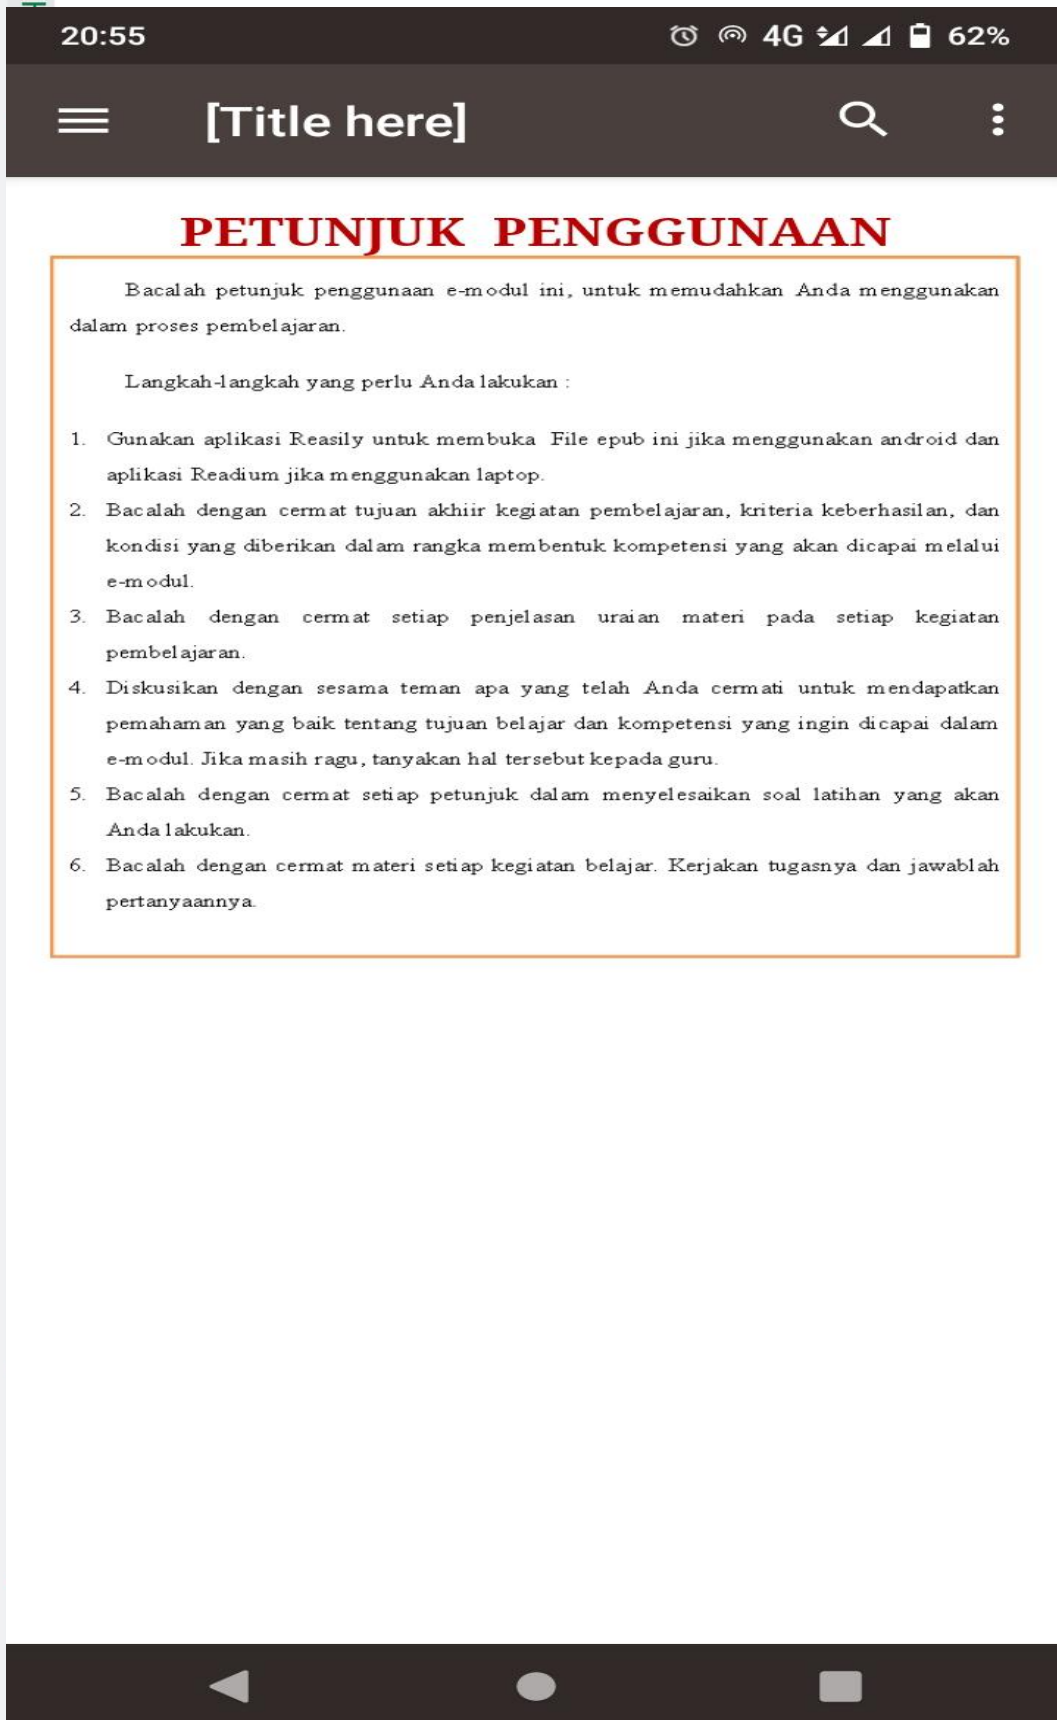 20:55 4G 62%
[Title here]
PETUNJUK PENGGUNAAN
Bacalah petunjuk penggunaan e-modul ini, untuk memudahkan Anda menggunakan
dalam proses pembelajaran.
Langkah-langkah yang perlu Anda lakukan :
1. Gunakan aplikasi Reasily untuk membuka File epub ini jika menggunakan android dan
aplikasi Readium jika menggunakan laptop.
2. Bacalah dengan cermat tujuan akhiir kegiatan pembelajaran, kriteria keberhasilan, dan
kondisi yang diberikan dalam rangka membentuk kompetensi yang akan dicapai melalui
e-modul.
3. Bacalah dengan cermat setiap penjelasan uraian materi pada setiap kegiatan
pembelajaran.
4. Diskusikan dengan sesama teman apa yang telah Anda cermati untuk mendapatkan
pemahaman yang baik tentang tujuan belajar dan kompetensi yang ingin dicapai dalam
e-modul. Jika masih ragu, tanyakan hal tersebut kepada guru.
5. Bacalah dengan cermat setiap petunjuk dalam menyelesaikan soal latihan yang akan
Anda lakukan.
6. Bacalah dengan cermat materi setiap kegiatan belajar. Kerjakan tugasnya dan jawablah
pertanyaannya.